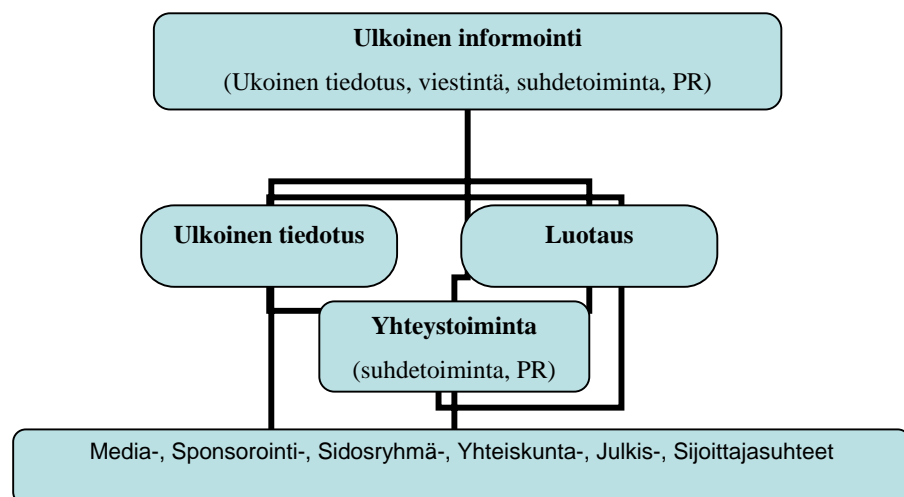 Ulkoinen informointi
(Ukoinen tiedotus, viestintä, suhdetoiminta, PR)
Ulkoinen tiedotus
Luotaus
Yhteystoiminta
(suhdetoiminta, PR)
Media-, Sponsorointi-, Sidosryhmä-, Yhteiskunta-, Julkis-, Sijoittajasuhteet